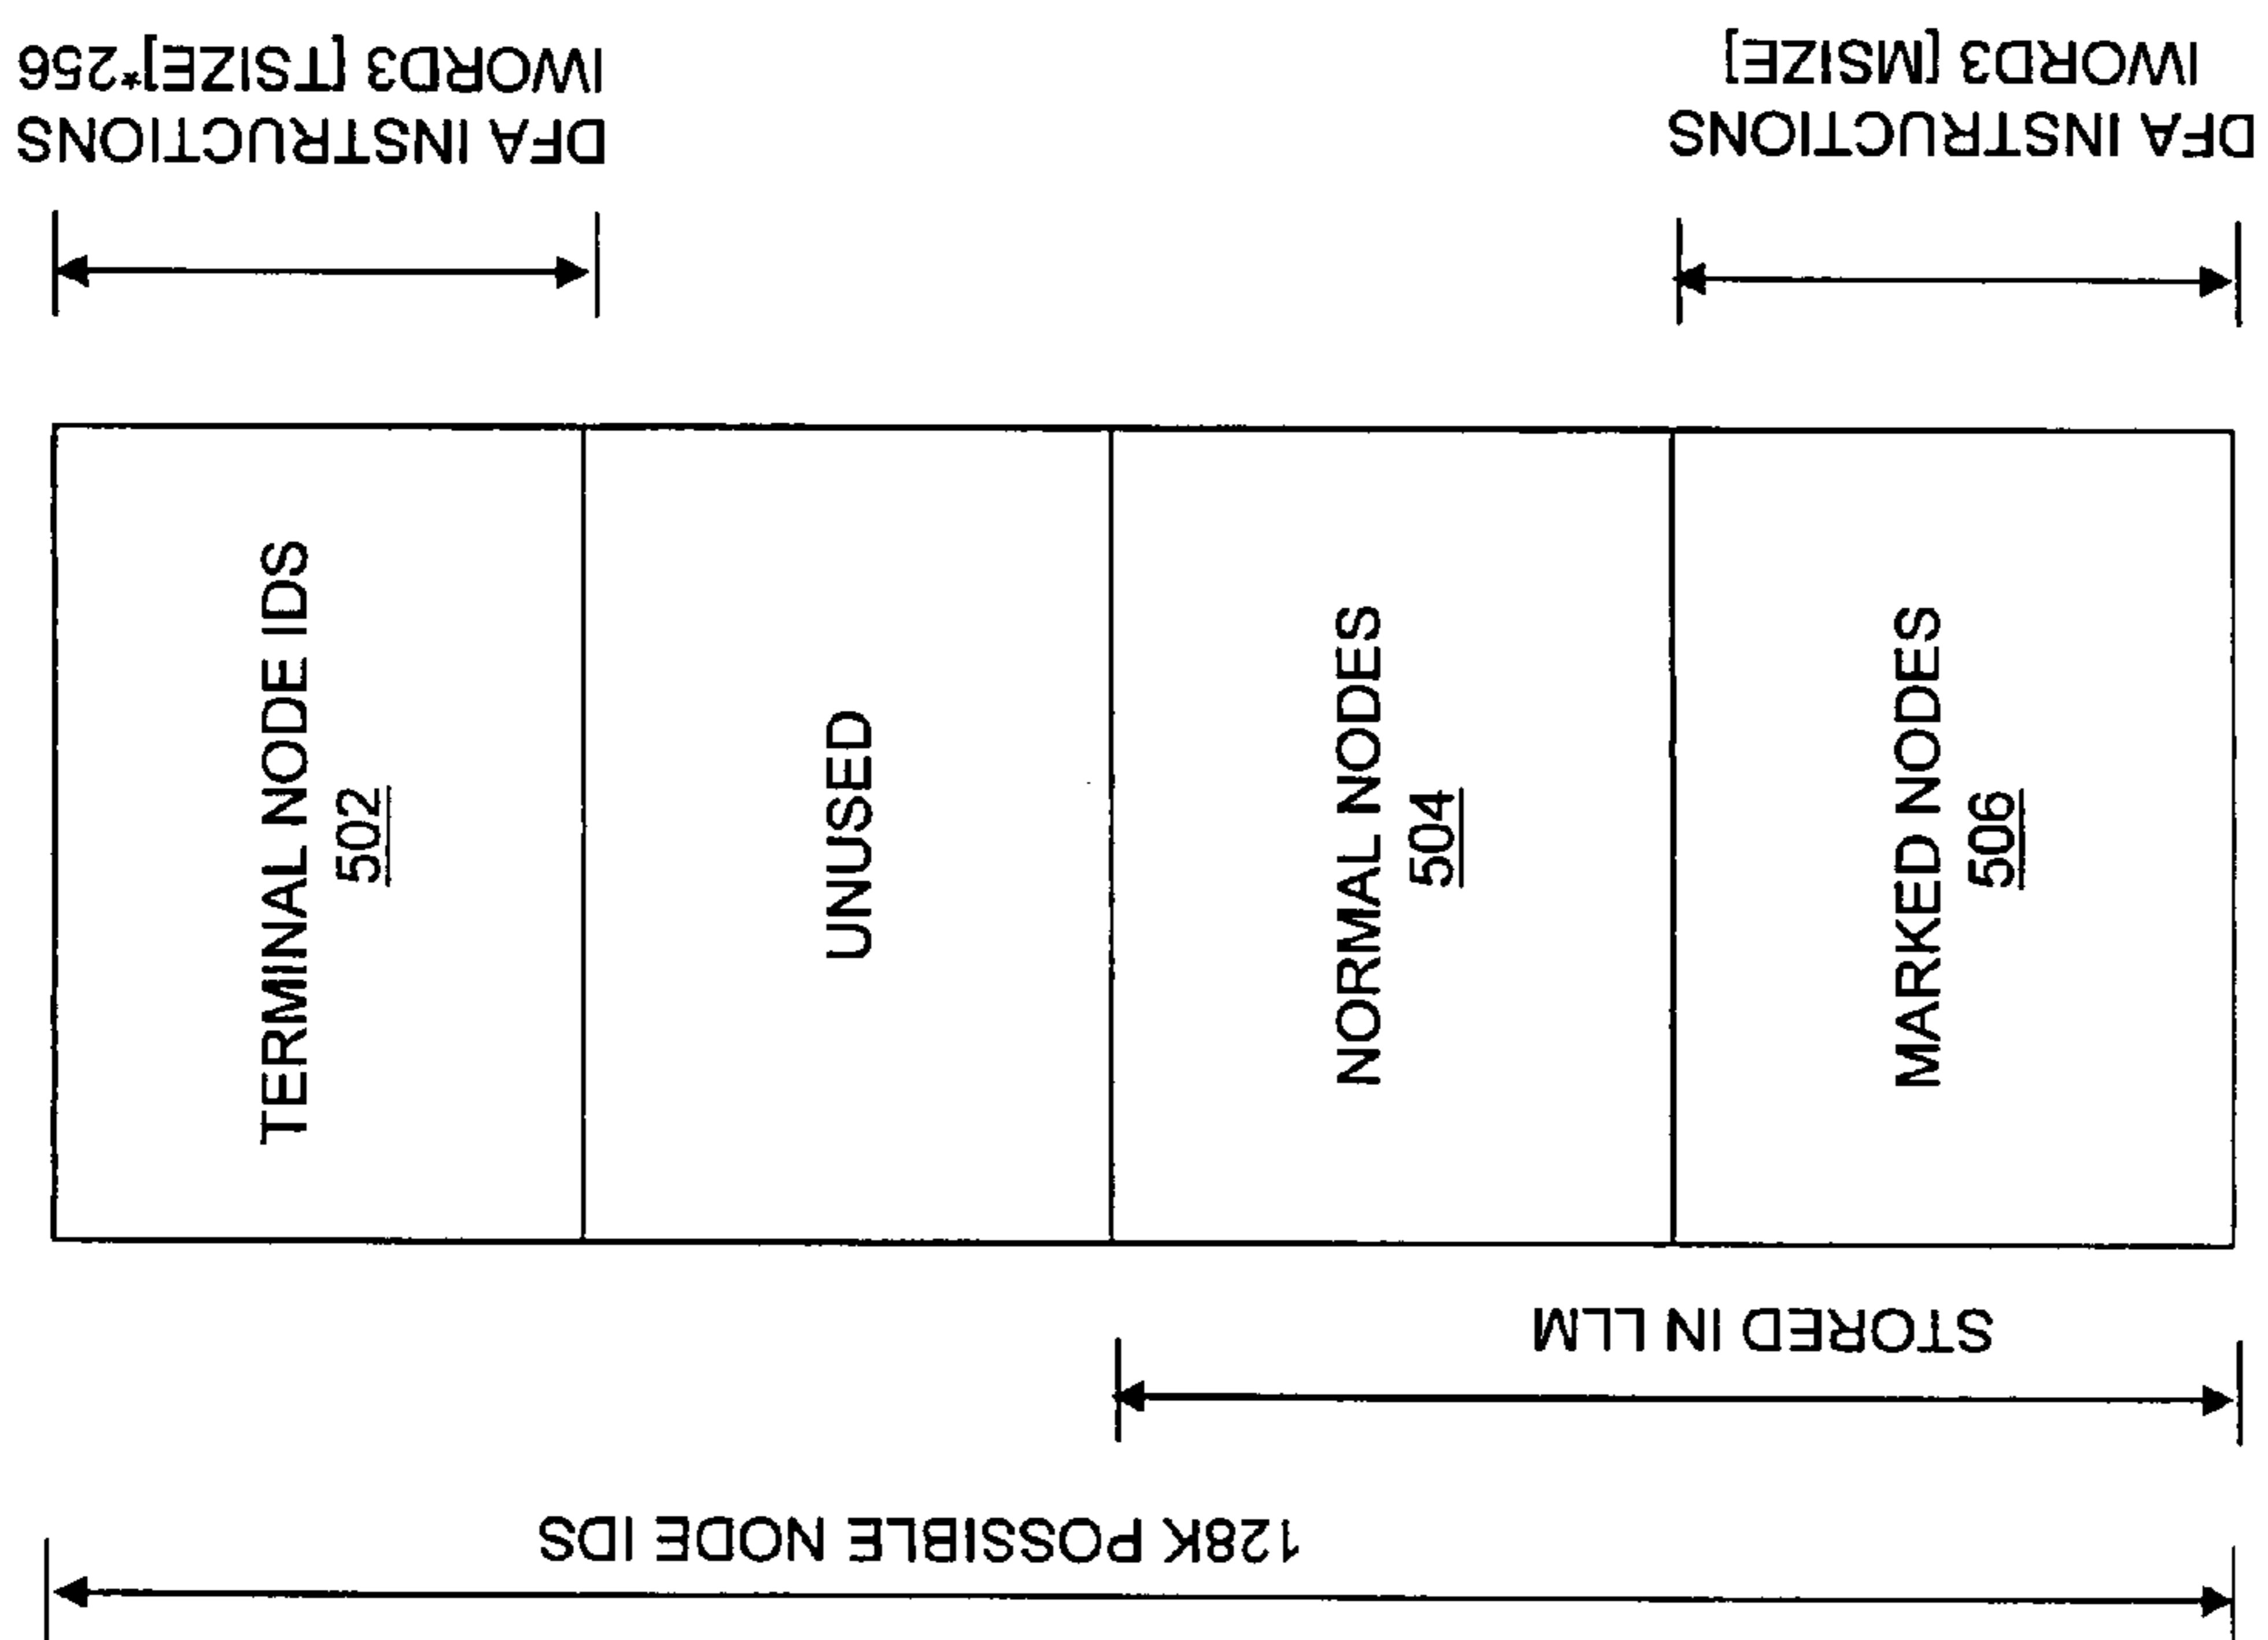 DFA INSTRUCTIONS
IWORD3 [TSIZE]*256
DFA INSTRUCTIONS
IWORD3 [MSIZE]
TERMINAL NODE IDS
502
UNUSED
NORMAL NODES
504
MARKED NODES
506
STORED IN LLM
128K POSSIBLE NODE IDS